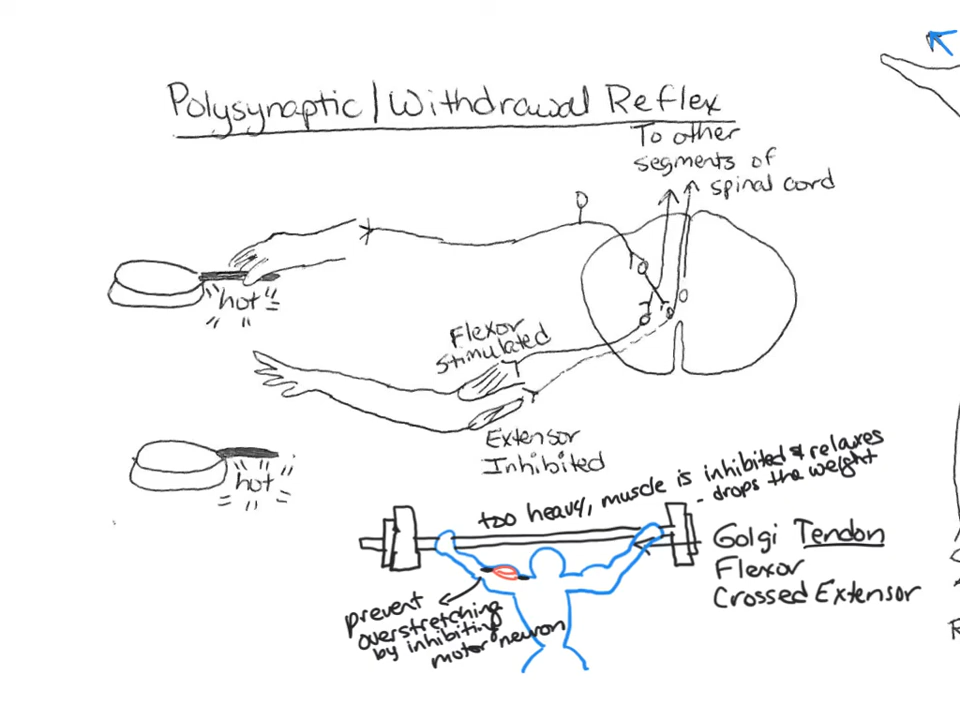 Polysynaptic/Withdrawal Reflex
To other
segments of
spinal cord
"hot"
Flexor
Stimulated
Extensor
Inhibited
hot
too heavy, muscle is inhibited & relaxes
- drops the weight
Golgi Tendon
Flexor
Crossed Extensor
prevent
overstretching
by inhibiting
motor neuron